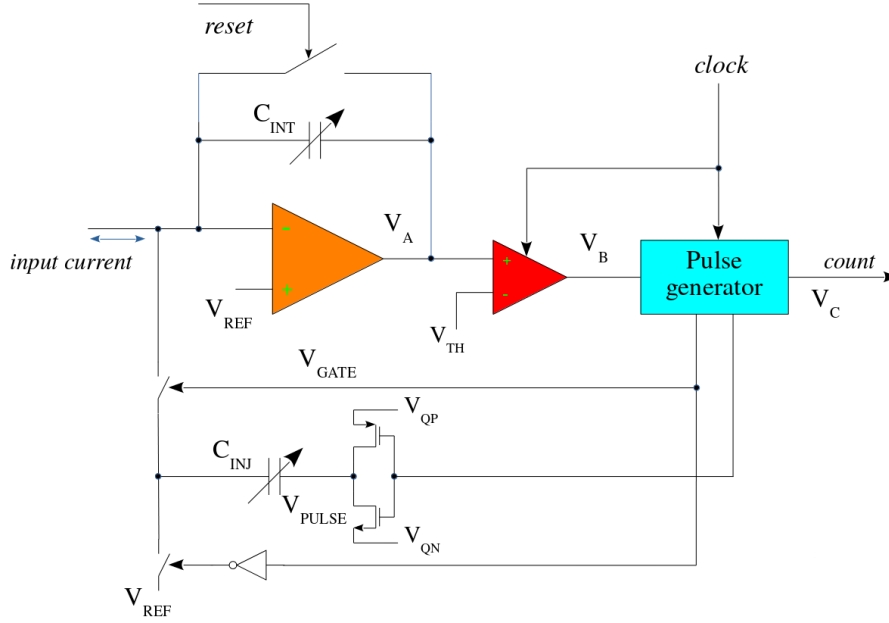 reset
clock
C_INT
V_A
-
input current
+
V_REF
+
-
V_TH
V_B
Pulse
generator
count
V_C
V_GATE
V_QP
C_INJ
V_PULSE
V_QN
V_REF